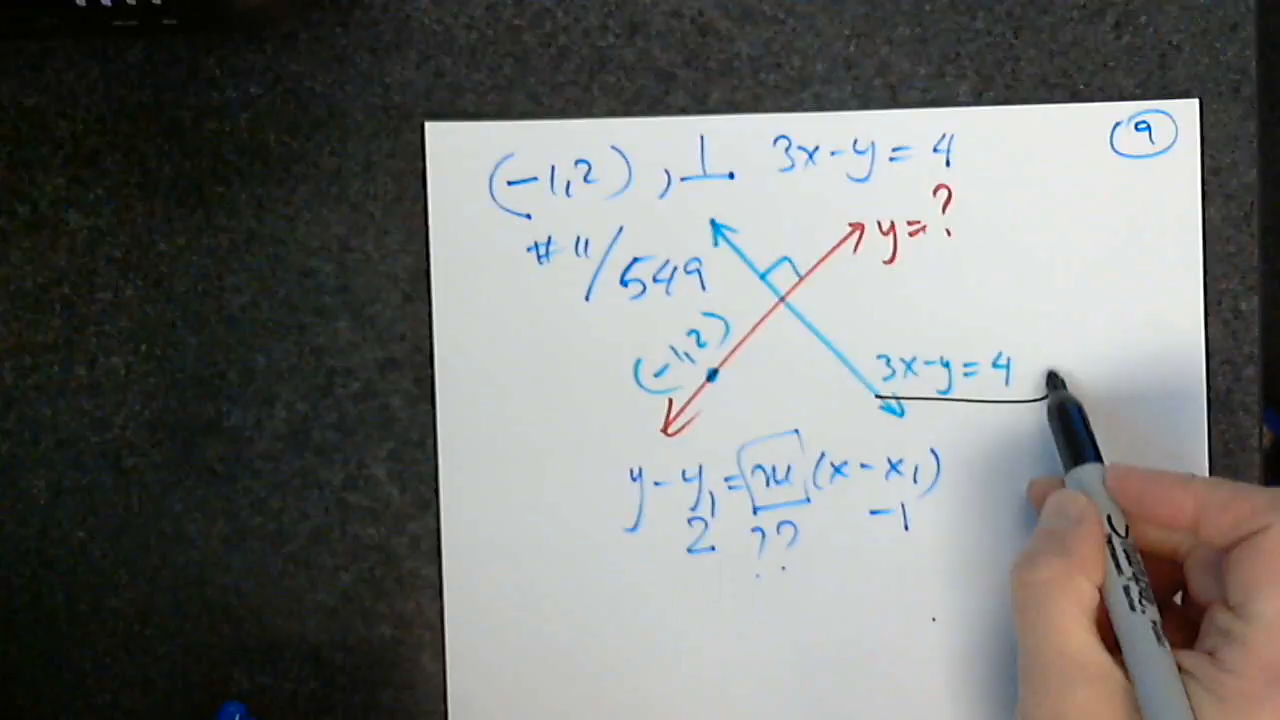 (-1,2), ⊥ 3x-y=4
9
#11/549
y=?
(-1,2)
3x-y=4
y-y₁=m(x-x₁)
2 ?? -1